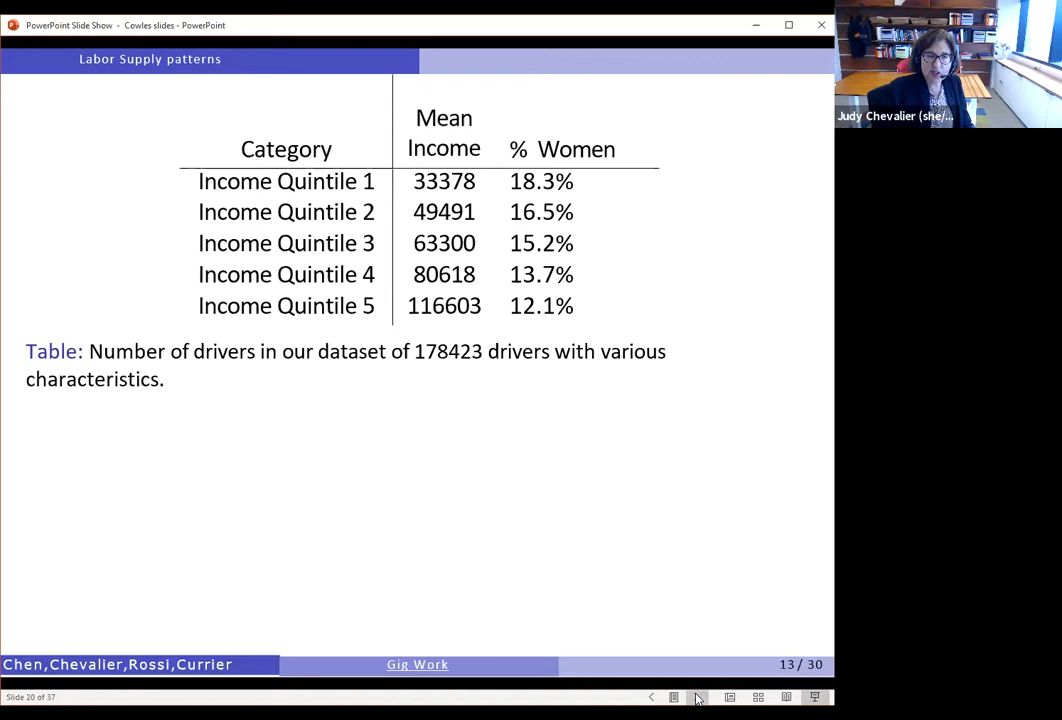 PowerPoint Slide Show - Cowles slides - PowerPoint
Labor Supply patterns
Judy Chevalier (she/...
Mean
Category Income % Women
Income Quintile 1 33378 18.3%
Income Quintile 2 49491 16.5%
Income Quintile 3 63300 15.2%
Income Quintile 4 80618 13.7%
Income Quintile 5 116603 12.1%
Table: Number of drivers in our dataset of 178423 drivers with various
characteristics.
Chen,Chevalier,Rossi,Currier Gig Work 13 / 30
Slide 20 of 37